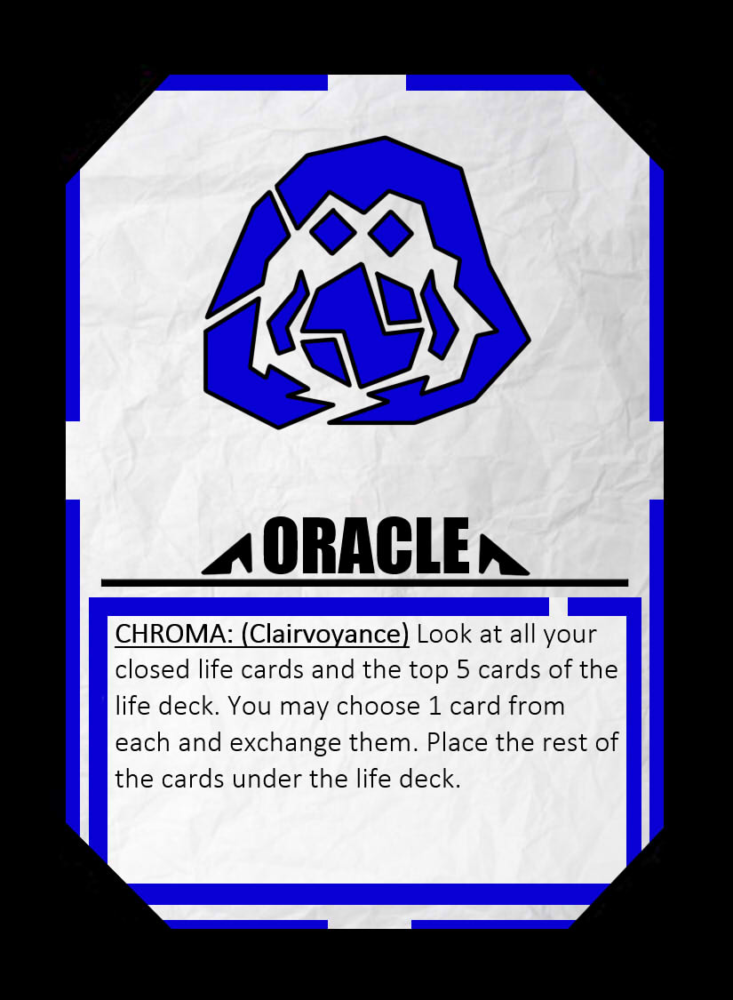 ORACLE
CHROMA: (Clairvoyance) Look at all your
closed life cards and the top 5 cards of the
life deck. You may choose 1 card from
each and exchange them. Place the rest of
the cards under the life deck.